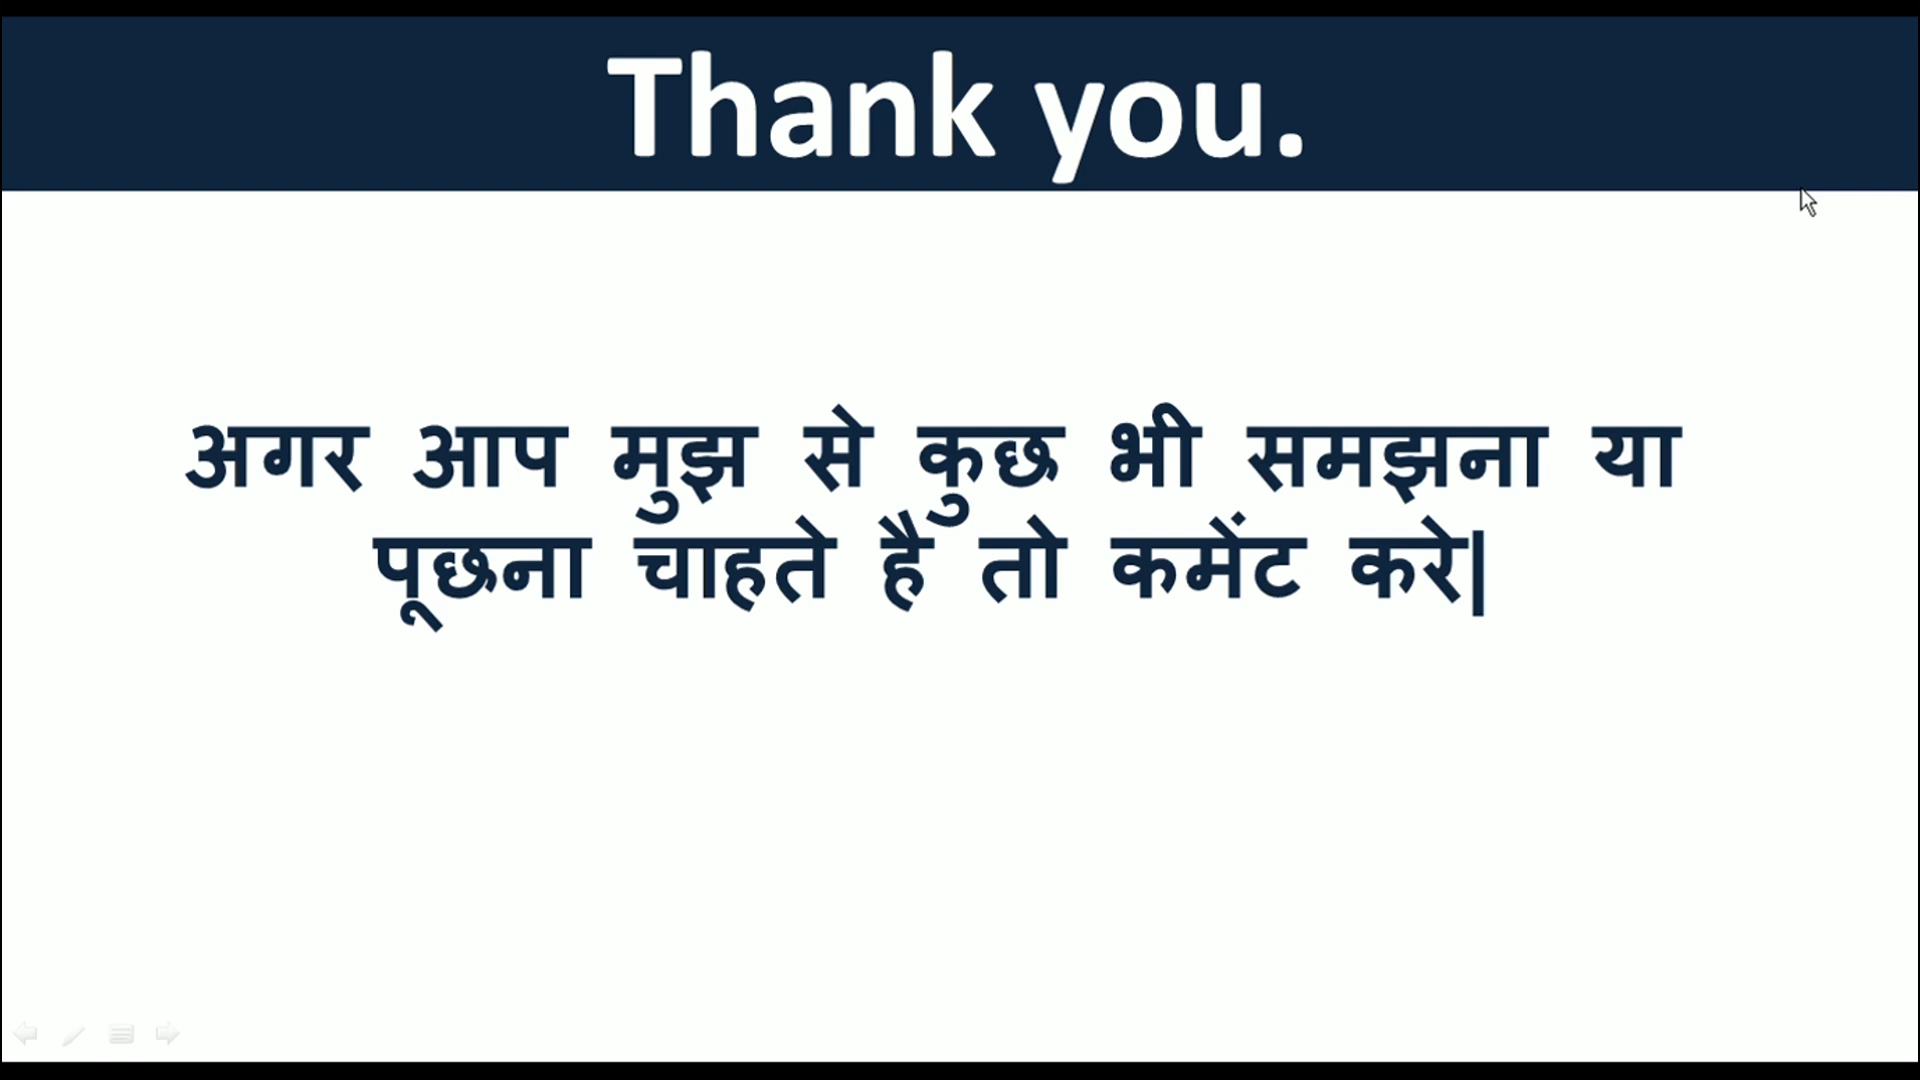 Thank you.
अगर आप मुझ से कुछ भी समझना या
पूछना चाहते है तो कमेंट करे|